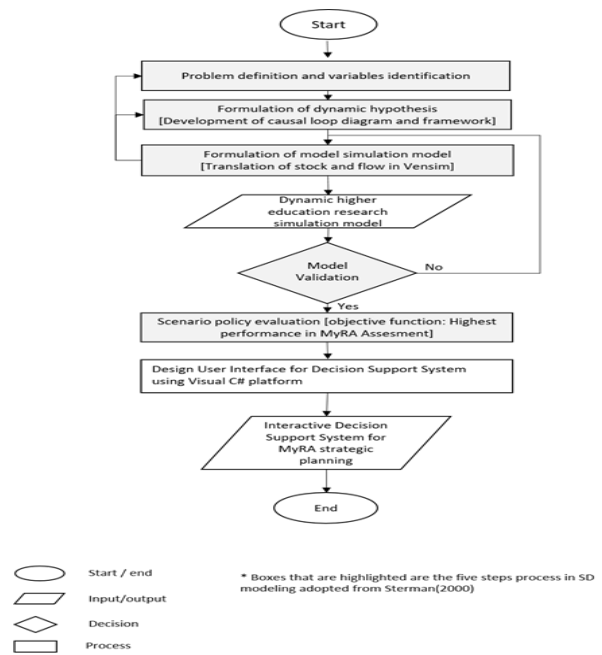 Start
Problem definition and variables identification
Formulation of dynamic hypothesis
[Development of causal loop diagram and framework]
Formulation of model simulation model
[Translation of stock and flow in Vensim]
Dynamic higher
education research
simulation model
Model
Validation
No
Yes
Scenario policy evaluation [objective function: Highest
performance in MyRA Assesment]
Design User Interface for Decision Support System
using Visual C# platform
Interactive Decision
Support System for
MyRA strategic
planning
End
Start / end
Input/output
Decision
Process
* Boxes that are highlighted are the five steps process in SD
modeling adopted from Sterman(2000)